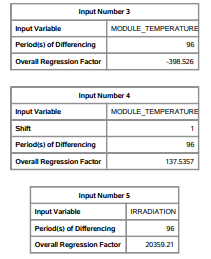 Input Number 3
Input Variable MODULE_TEMPERATURE
Period(s) of Differencing 96
Overall Regression Factor -398.526
Input Number 4
Input Variable MODULE_TEMPERATURE
Shift 1
Period(s) of Differencing 96
Overall Regression Factor 137.5357
Input Number 5
Input Variable IRRADIATION
Period(s) of Differencing 96
Overall Regression Factor 20359.21